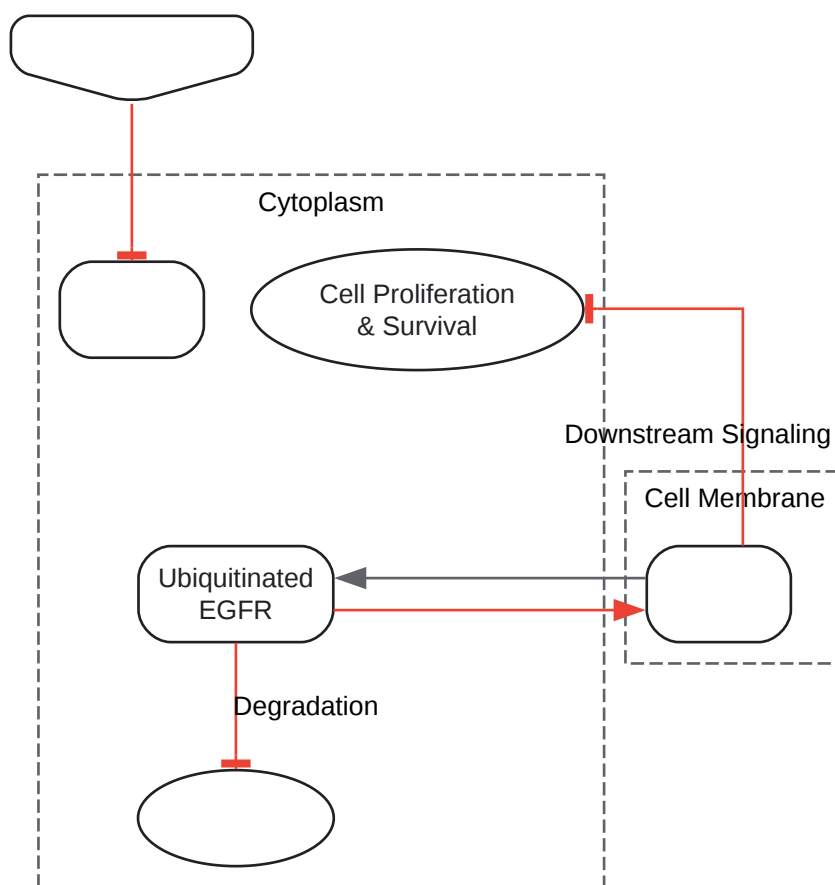 Cytoplasm
Cell Proliferation
& Survival
Downstream Signaling
Cell Membrane
Ubiquitinated
EGFR
Degradation